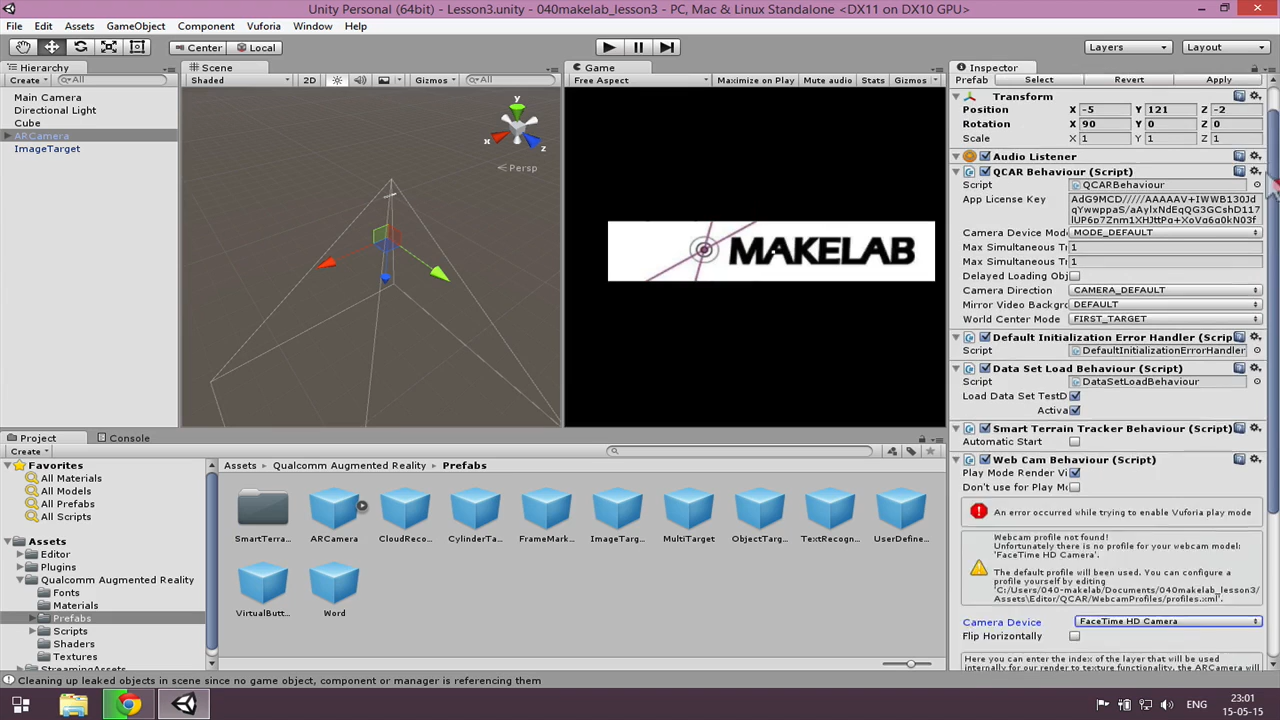 Unity Personal (64bit) - Lesson3.unity - 040makelab_lesson3 - PC, Mac & Linux Standalone <DX11 on DX10 GPU>
File Edit Assets GameObject Component Vuforia Window Help
Center Local Layers Layout
Hierarchy
Create All
Main Camera
Directional Light
Cube
ARCamera
ImageTarget
Scene
Shaded 2D Gizmos All
y
x
z
Persp
Game
Free Aspect Maximize on Play Mute audio Stats Gizmos
MAKELAB
Inspector
Prefab Select Revert Apply
Transform
Position X -5 Y 121 Z -2
Rotation X 90 Y 0 Z 0
Scale X 1 Y 1 Z 1
Audio Listener
QCAR Behaviour (Script)
Script QCARBehaviour
App License Key
Camera Device Mode MODE_DEFAULT
Max Simultaneous Tr 1
Max Simultaneous Tr 1
Delayed Loading Obj
Camera Direction CAMERA_DEFAULT
Mirror Video Backgro DEFAULT
World Center Mode FIRST_TARGET
Default Initialization Error Handler (Scrip
Script DefaultInitializationErrorHandler
Data Set Load Behaviour (Script)
Script DataSetLoadBehaviour
Load Data Set TestD
Activa
Smart Terrain Tracker Behaviour (Script)
Automatic Start
Web Cam Behaviour (Script)
Play Mode Render Vi
Don't use for Play Mo
An error occurred while trying to enable Vuforia play mode
Webcam profile not found!
Unfortunately there is no profile for your webcam model:
'FaceTime HD Camera'.
The default profile will be used. You can configure a
profile yourself by editing
'C:/Users/040-makelab/Documents/040makelab_lesson3/
Assets/Editor/QCAR/WebcamProfiles/profiles.xml'.
Camera Device FaceTime HD Camera
Flip Horizontally
Here you can enter the index of the layer that will be used
internally for our render to texture functionality. the ARCamera will
Project Console
Create
Favorites
All Materials
All Models
All Prefabs
All Scripts
Assets
Editor
Plugins
Qualcomm Augmented Reality
Fonts
Materials
Prefabs
Scripts
Shaders
Textures
StreamingAssets
Assets Qualcomm Augmented Reality Prefabs
SmartTerra... ARCamera CloudReco... CylinderTa... FrameMark... ImageTarg... MultiTarget ObjectTarg... TextRecogn... UserDefine...
VirtualButt... Word
Cleaning up leaked objects in scene since no game object, component or manager is referencing them
ENG
23:01
15-05-15